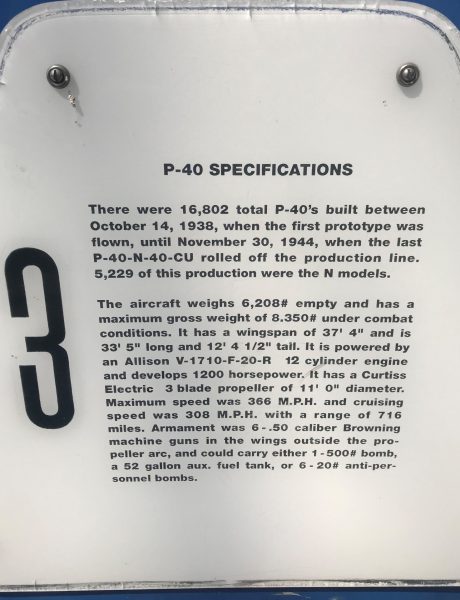 P-40 SPECIFICATIONS
There were 16,802 total P-40's built between
October 14, 1938, when the first prototype was
flown, until November 30, 1944, when the last
P-40-N-40-CU rolled off the production line.
5,229 of this production were the N models.
The aircraft weighs 6,208# empty and has a
maximum gross weight of 8.350# under combat
conditions. It has a wingspan of 37' 4" and is
33' 5" long and 12' 4 1/2" tall. It is powered by
an Allison V-1710-F-20-R 12 cylinder engine
and develops 1200 horsepower. It has a Curtiss
Electric 3 blade propeller of 11' 0" diameter.
Maximum speed was 366 M.P.H. and cruising
speed was 308 M.P.H. with a range of 716
miles. Armament was 6-.50 caliber Browning
machine guns in the wings outside the pro-
peller arc, and could carry either 1-500# bomb,
a 52 gallon aux. fuel tank, or 6-20# anti-per-
sonnel bombs.
3